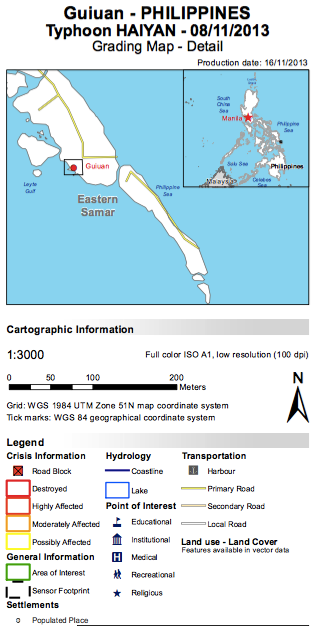 Guiuan - PHILIPPINES
Typhoon HAIYAN - 08/11/2013
Grading Map - Detail
Production date: 16/11/2013
South
China
Sea
Philippine
Sea
Manila
Sulu Sea
Philippines
Celebes
Sea
Malaysia
Guiuan
Leyte
Gulf
Philippine
Sea
Eastern
Samar
Cartographic Information
1:3000
Full color ISO A1, low resolution (100 dpi)
0 50 100 200
Meters
N
Grid: WGS 1984 UTM Zone 51N map coordinate system
Tick marks: WGS 84 geographical coordinate system
Legend
Crisis Information
Road Block
Destroyed
Highly Affected
Moderately Affected
Possibly Affected
General Information
Area of Interest
Sensor Footprint
Settlements
Populated Place
Hydrology
Coastline
Lake
Point of Interest
Educational
Institutional
Medical
Recreational
Religious
Transportation
Harbour
Primary Road
Secondary Road
Local Road
Land use - Land Cover
Features available in vector data